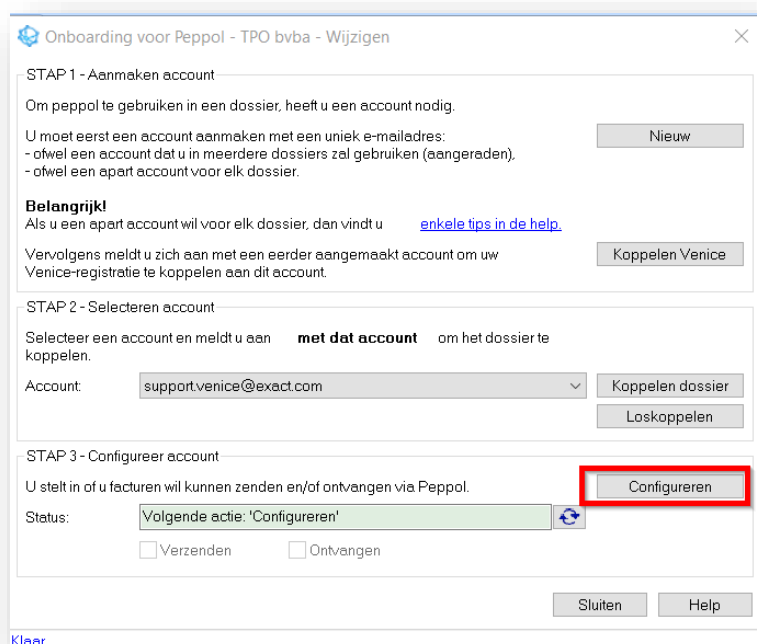 Onboarding voor Peppol - TPO bvba - Wijzigen
STAP 1 - Aanmaken account
Om peppol te gebruiken in een dossier, heeft u een account nodig.
U moet eerst een account aanmaken met een uniek e-mailadres:
Nieuw
- ofwel een account dat u in meerdere dossiers zal gebruiken (aangeraden),
- ofwel een apart account voor elk dossier.
Belangrijk!
Als u een apart account wil voor elk dossier, dan vindt u enkele tips in de help.
Vervolgens meldt u zich aan met een eerder aangemaakt account om uw
Koppelen Venice
Venice-registratie te koppelen aan dit account.
STAP 2 - Selecteren account
Selecteer een account en meldt u aan met dat account om het dossier te
koppelen.
Account: support.venice@exact.com Koppelen dossier
Loskoppelen
STAP 3 - Configureer account
U stelt in of u facturen wil kunnen zenden en/of ontvangen via Peppol. Configureren
Status: Volgende actie: 'Configureren'
Verzenden Ontvangen
Sluiten Help
Klaar